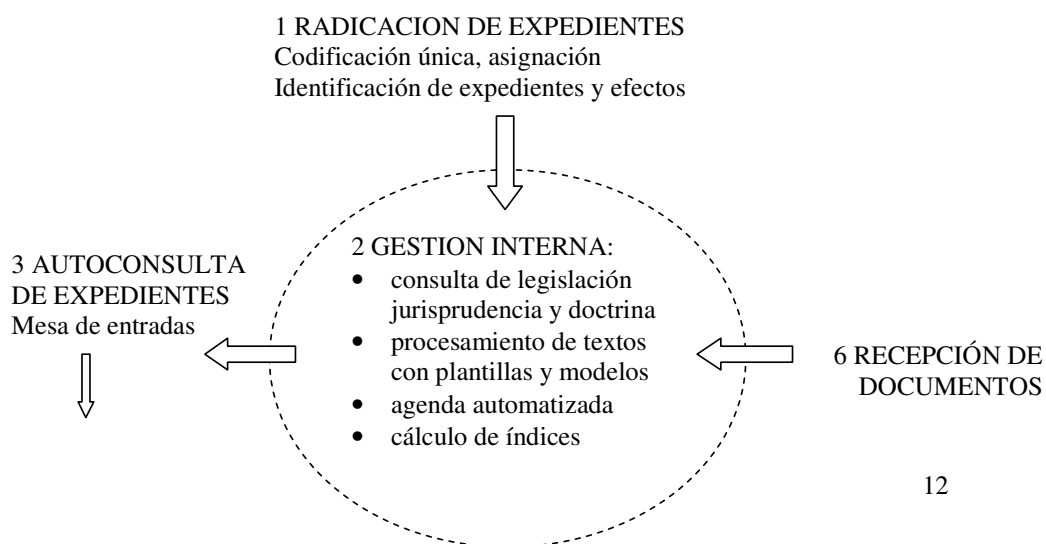 1 RADICACION DE EXPEDIENTES
Codificación única, asignación
Identificación de expedientes y efectos
3 AUTOCONSULTA
DE EXPEDIENTES
Mesa de entradas
2 GESTION INTERNA:
• consulta de legislación
jurisprudencia y doctrina
• procesamiento de textos
con plantillas y modelos
• agenda automatizada
• cálculo de índices
6 RECEPCIÓN DE
DOCUMENTOS
12